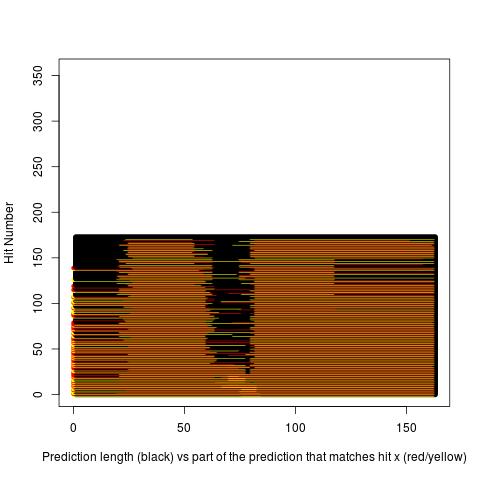 350
300
250
200
150
100
50
0
Hit Number
0 50 100 150
Prediction length (black) vs part of the prediction that matches hit x (red/yellow)